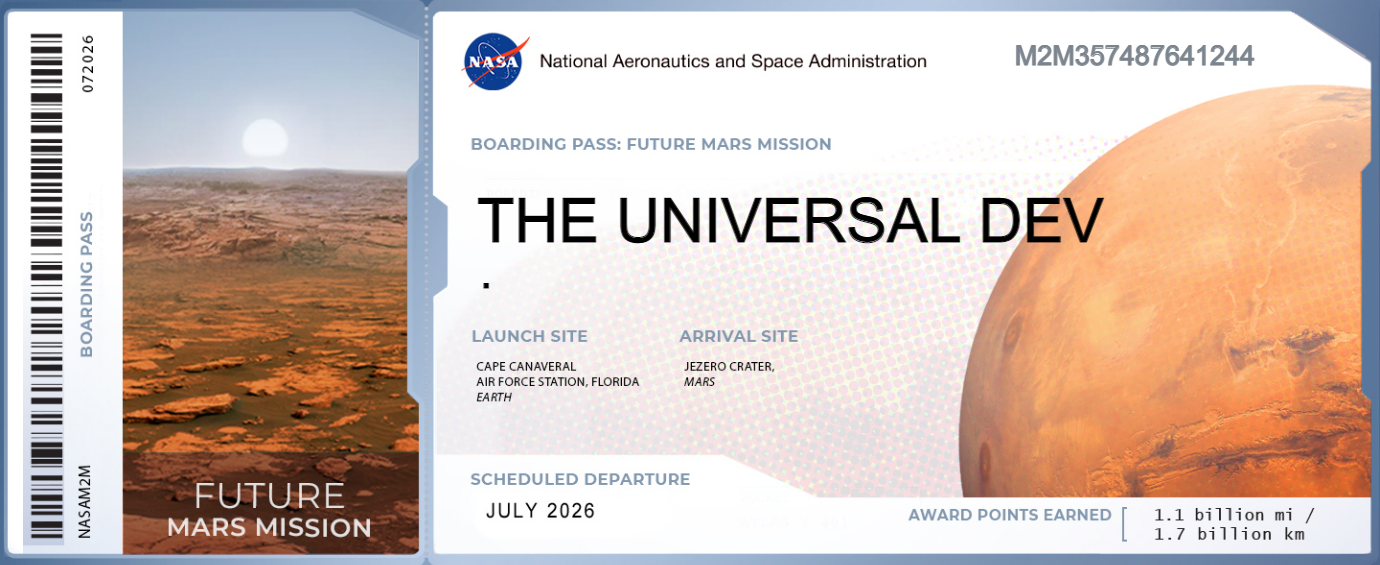 072026
BOARDING PASS
NASAM2M
FUTURE
MARS MISSION
NASA
National Aeronautics and Space Administration
M2M357487641244
BOARDING PASS: FUTURE MARS MISSION
THE UNIVERSAL DEV
.
LAUNCH SITE
CAPE CANAVERAL
AIR FORCE STATION, FLORIDA
EARTH
ARRIVAL SITE
JEZERO CRATER,
MARS
SCHEDULED DEPARTURE
JULY 2026
AWARD POINTS EARNED
1.1 billion mi /
1.7 billion km